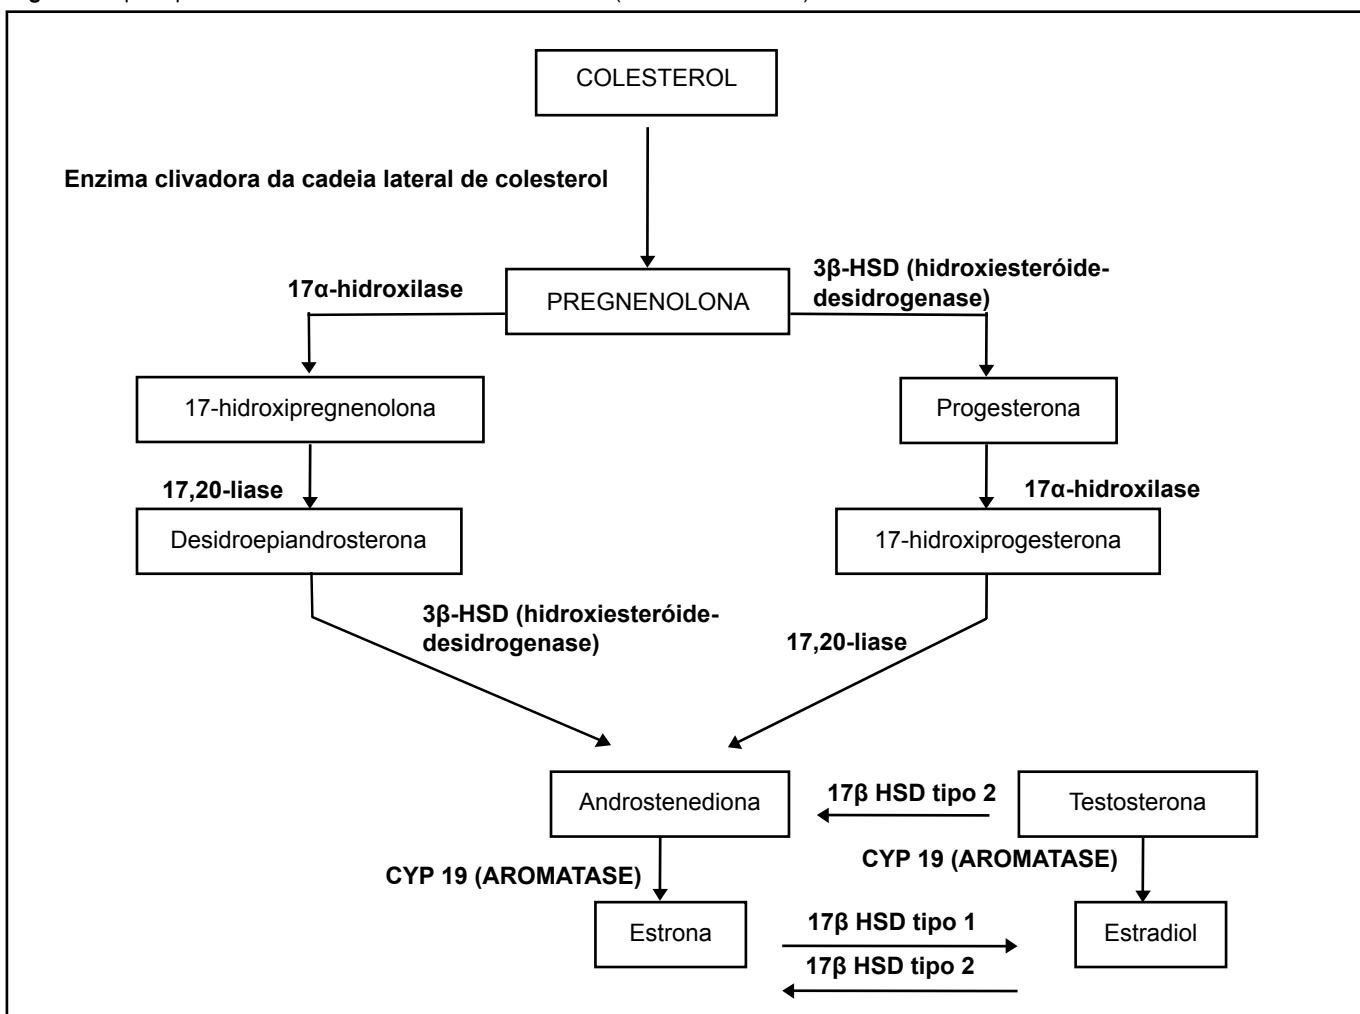 COLESTEROL
Enzima clivadora da cadeia lateral de colesterol
3β-HSD (hidroxiesteróide-
desidrogenase)
17α-hidroxilase
PREGNENOLONA
17-hidroxipregnenolona
Progesterona
17,20-liase
17α-hidroxilase
Desidroepiandrosterona
17-hidroxiprogesterona
3β-HSD (hidroxiesteróide-
desidrogenase)
17,20-liase
Androstenediona
17β HSD tipo 2
Testosterona
CYP 19 (AROMATASE)
CYP 19 (AROMATASE)
Estrona
17β HSD tipo 1
Estradiol
17β HSD tipo 2